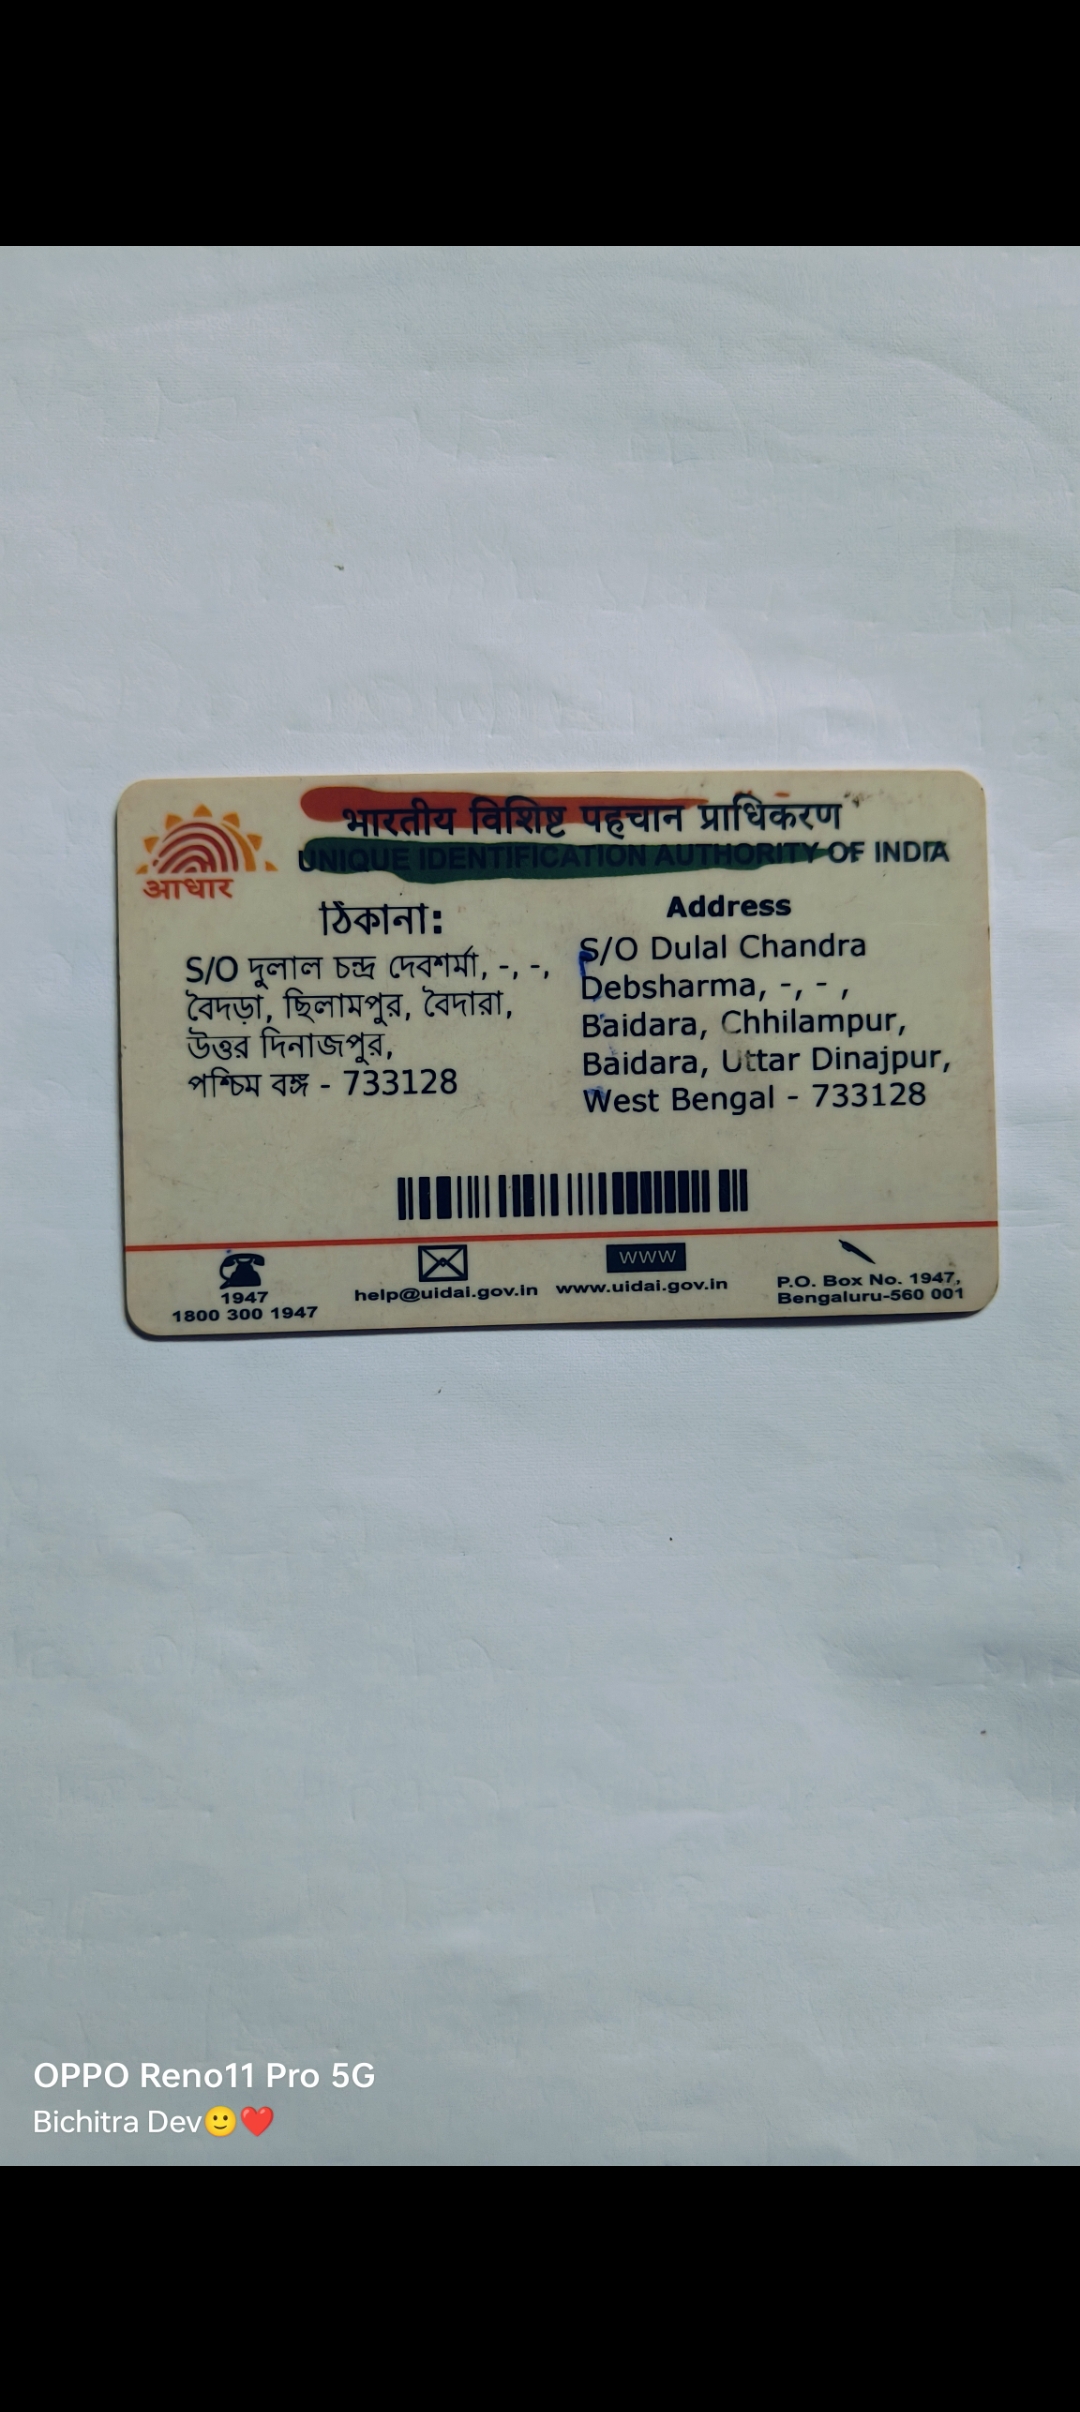 भारतीय विशिष्ट पहचान प्राधिकरण
UNIQUE IDENTIFICATION AUTHORITY OF INDIA
आधार
ঠিকানা:
S/O দুলাল চন্দ্র দেবশর্মা, -, -,
বৈদড়া, ছিলামপুর, বৈদারা,
উত্তর দিনাজপুর,
পশ্চিম বঙ্গ - 733128
Address
S/O Dulal Chandra
Debsharma, -, - ,
Baidara, Chhilampur,
Baidara, Uttar Dinajpur,
West Bengal - 733128
1947
1800 300 1947
help@uidai.gov.in
www
www.uidai.gov.in
P.O. Box No. 1947,
Bengaluru-560 001
OPPO Reno11 Pro 5G
Bichitra Dev🙂❤️